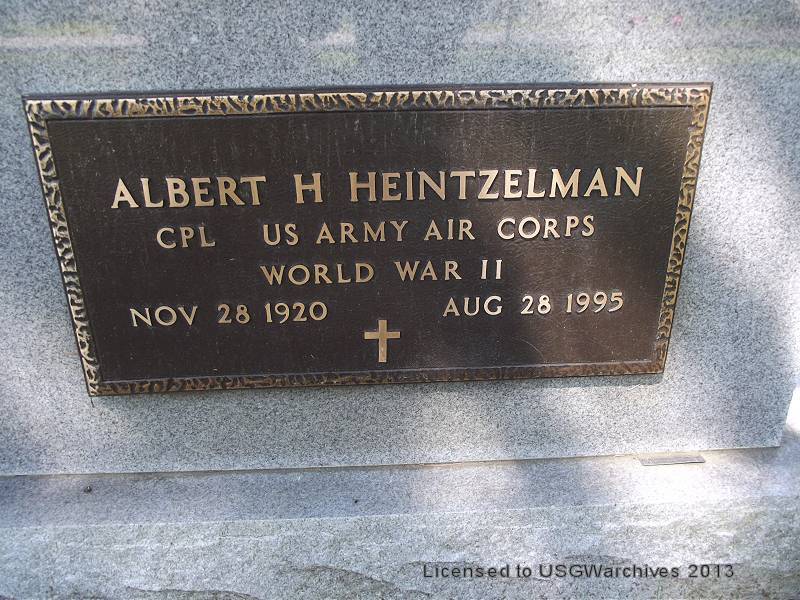 ALBERT H HEINTZELMAN
CPL US ARMY AIR CORPS
WORLD WAR II
NOV 28 1920 AUG 28 1995
Licensed to USGWarchives 2013